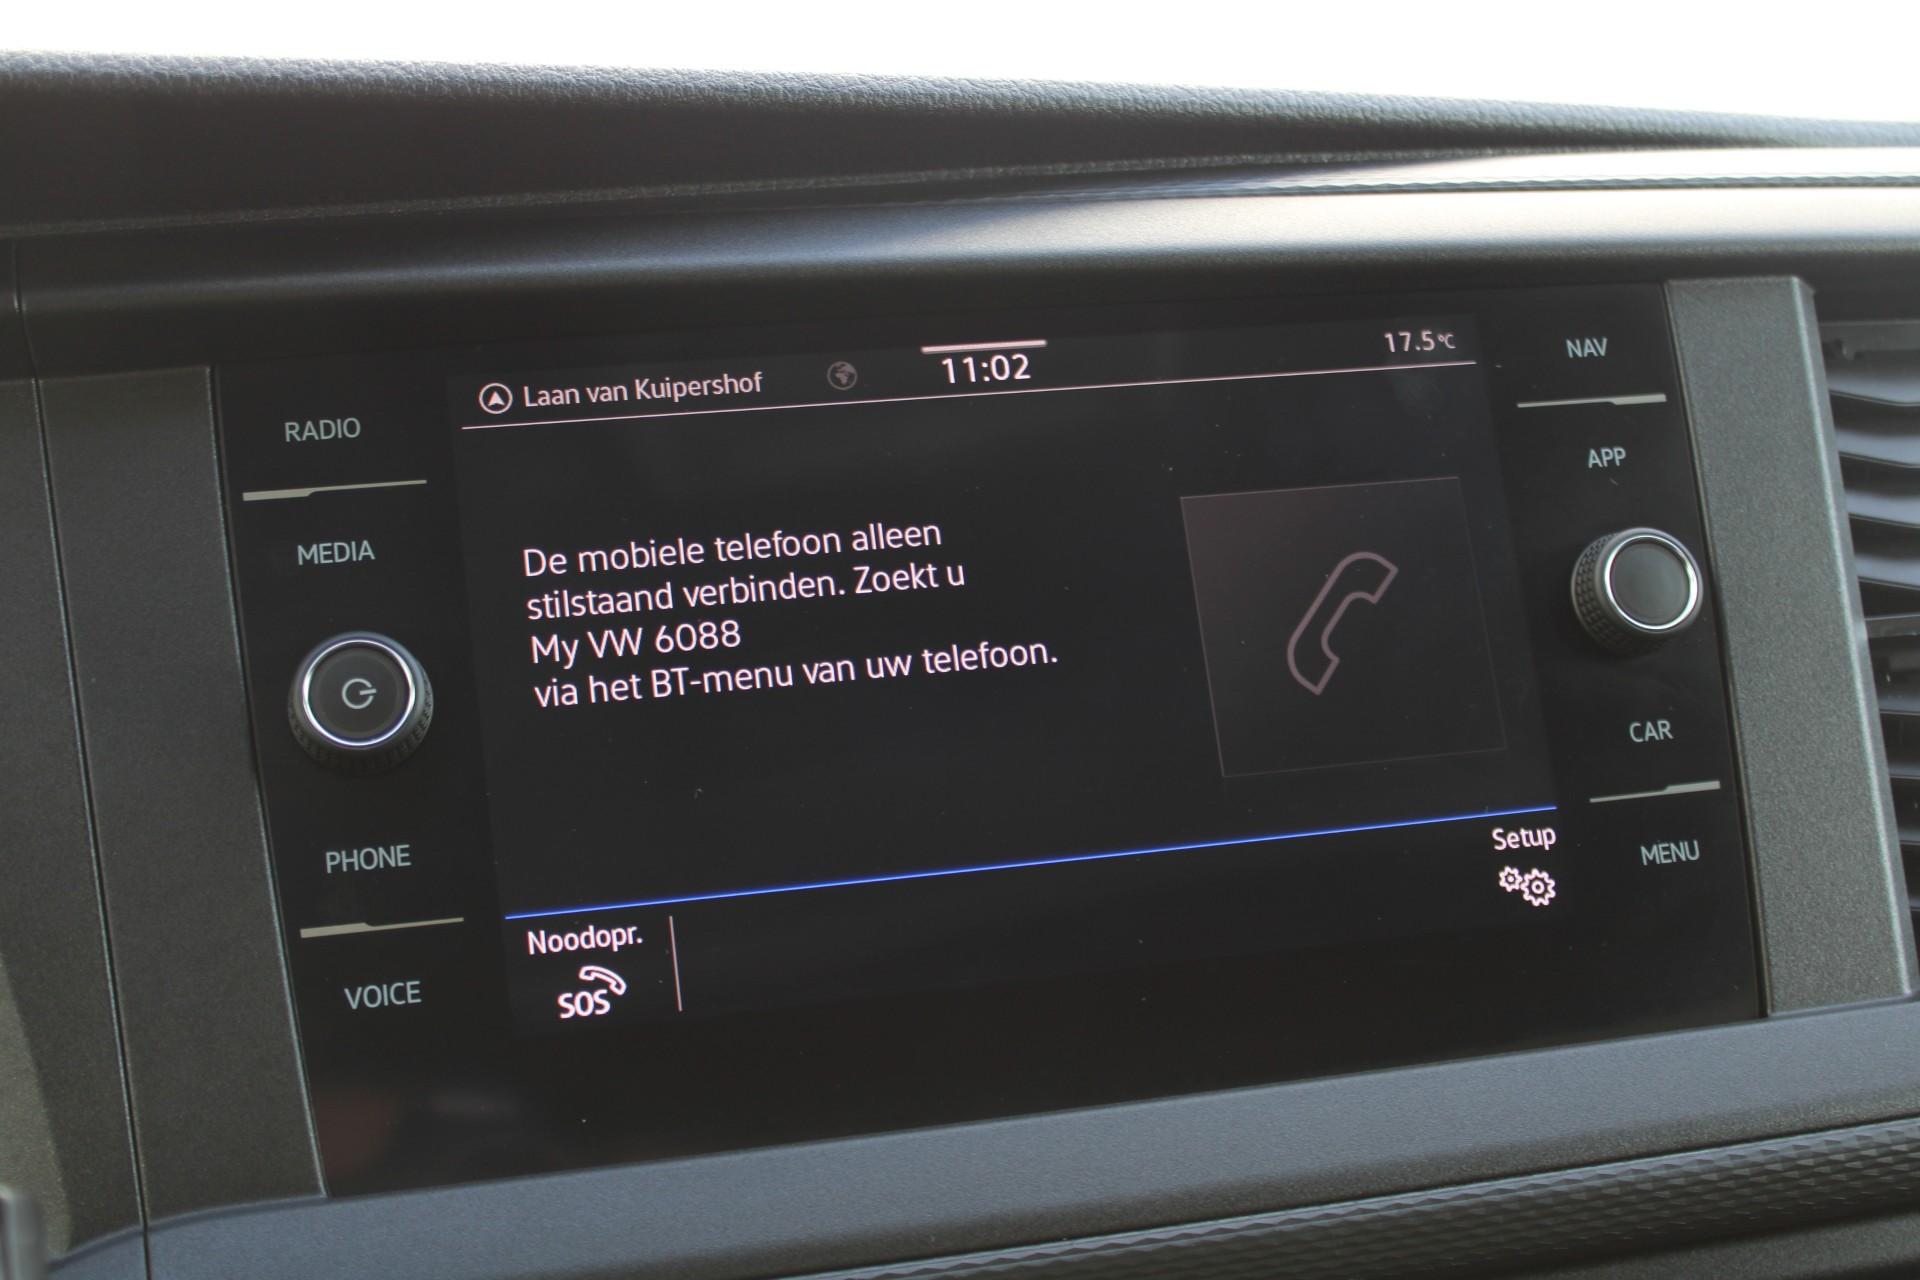 Laan van Kuipershof
11:02
17.5°C
NAV
RADIO
APP
MEDIA
De mobiele telefoon alleen
stilstaand verbinden. Zoekt u
My VW 6088
via het BT-menu van uw telefoon.
CAR
PHONE
Setup
MENU
Noodopr.
SOS
VOICE